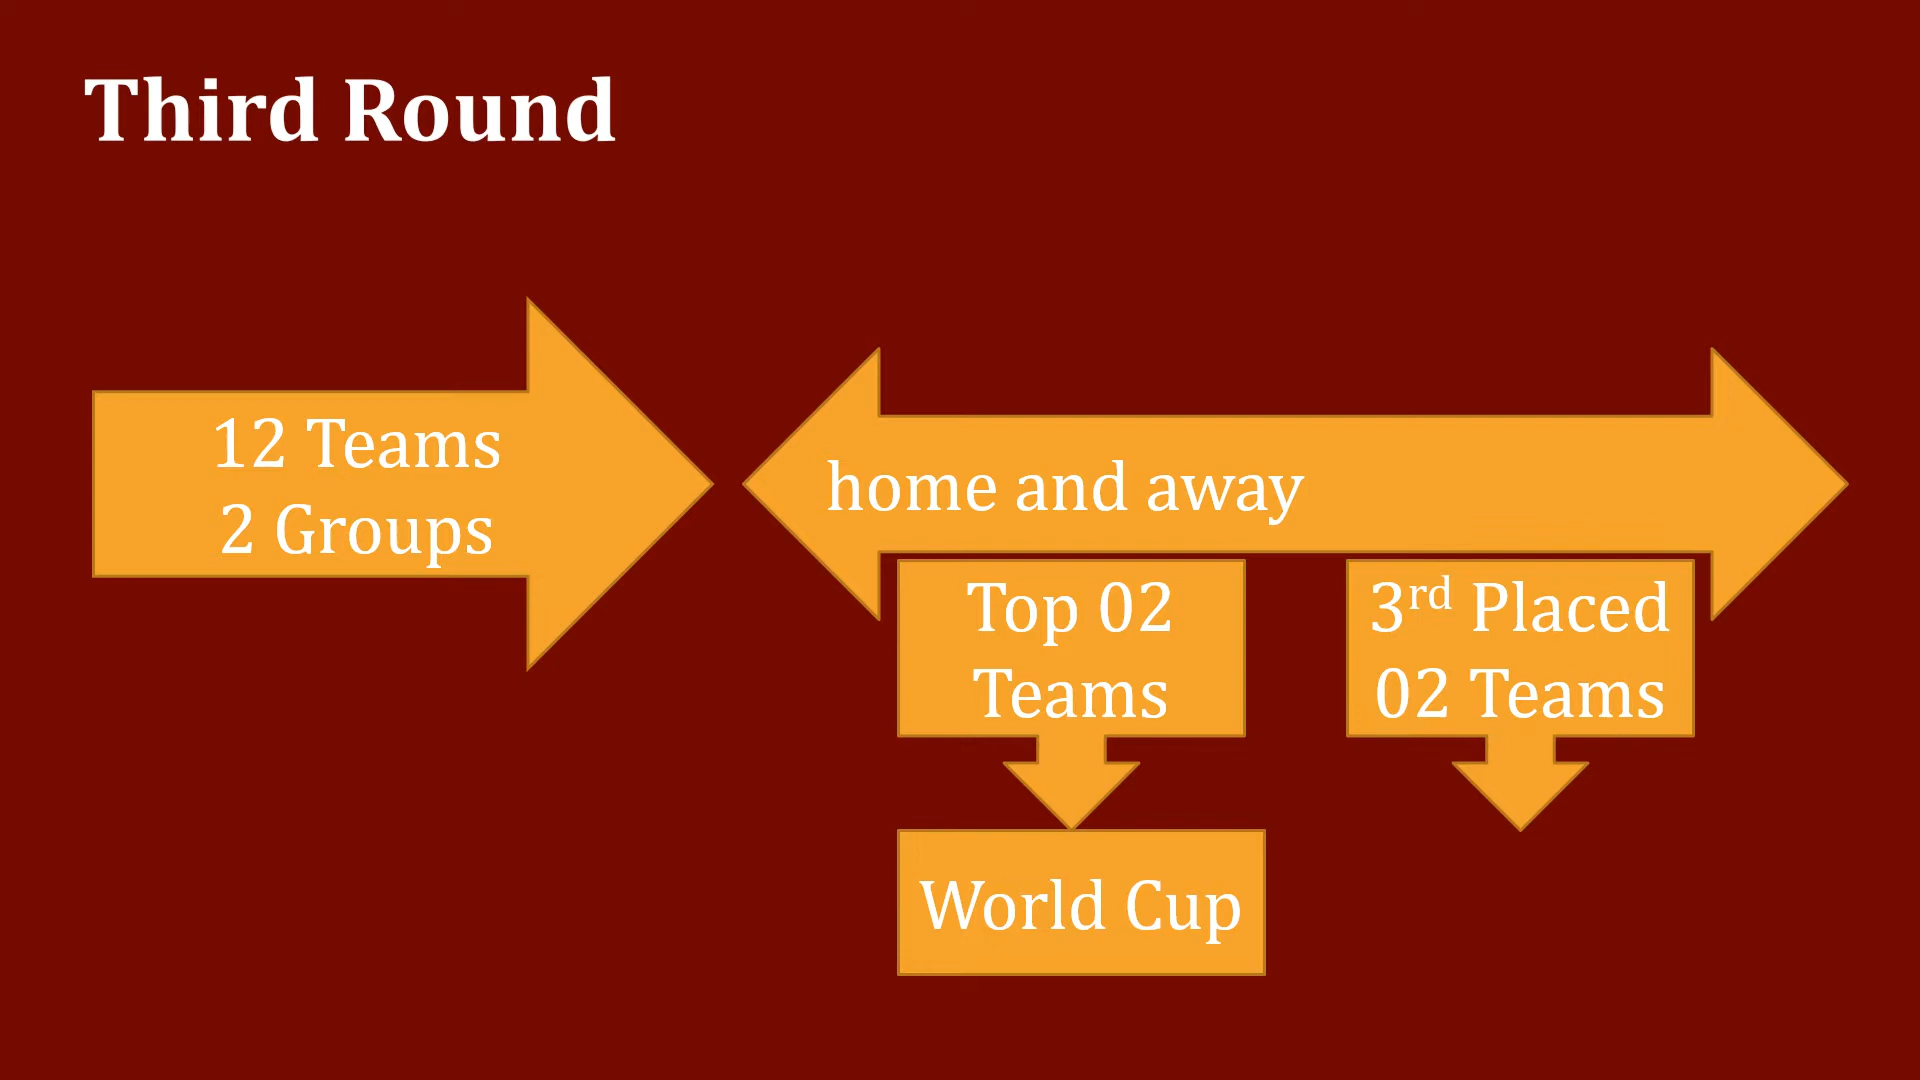 Third Round
12 Teams
2 Groups
home and away
Top 02
Teams
3rd Placed
02 Teams
World Cup